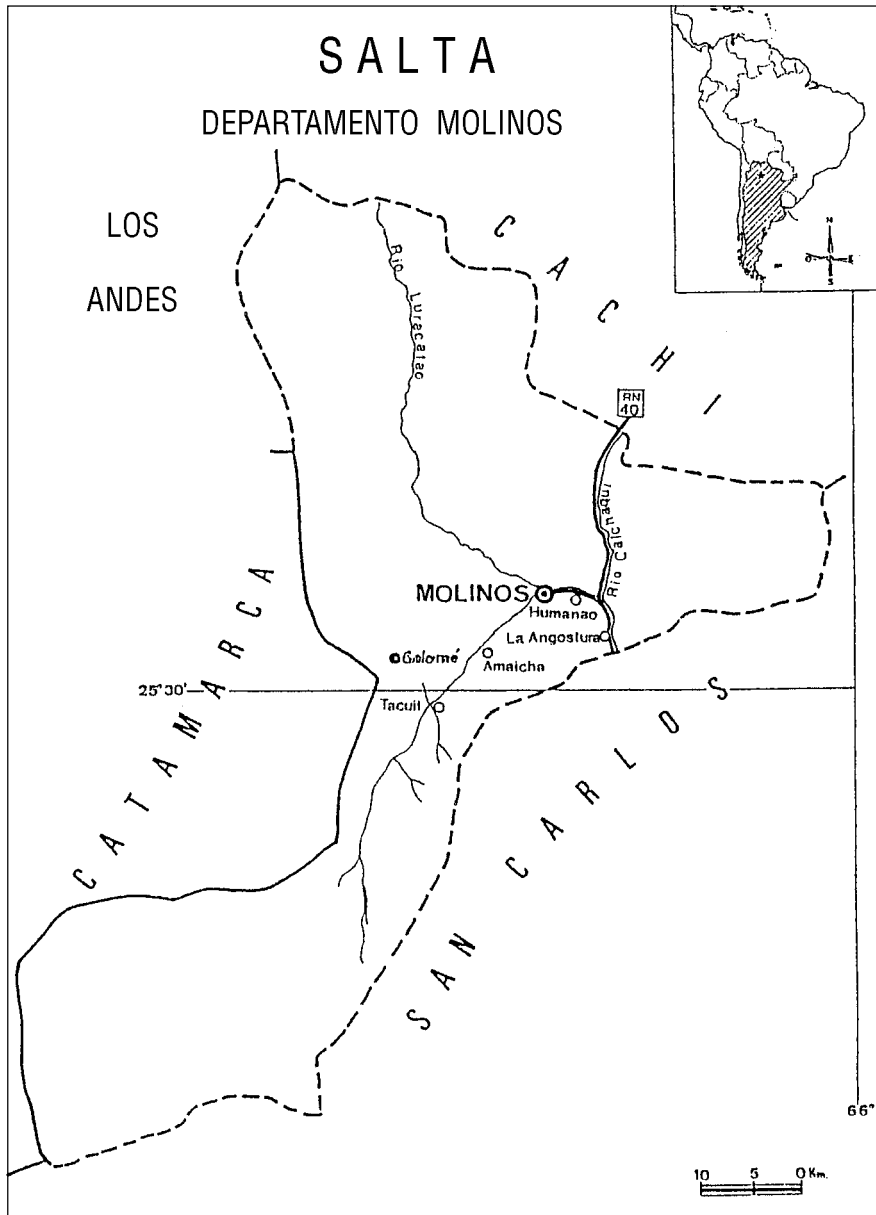 SALTA
DEPARTAMENTO MOLINOS
LOS
ANDES
CACHI
N
O
E
S
Río Luracatao
RN
40
Río Calchaquí
MOLINOS
Humanao
La Angostura
Colomé
Amaicha
25°30'
Tacuil
CATAMARCA
SAN CARLOS
66°
10 5 0 Km.